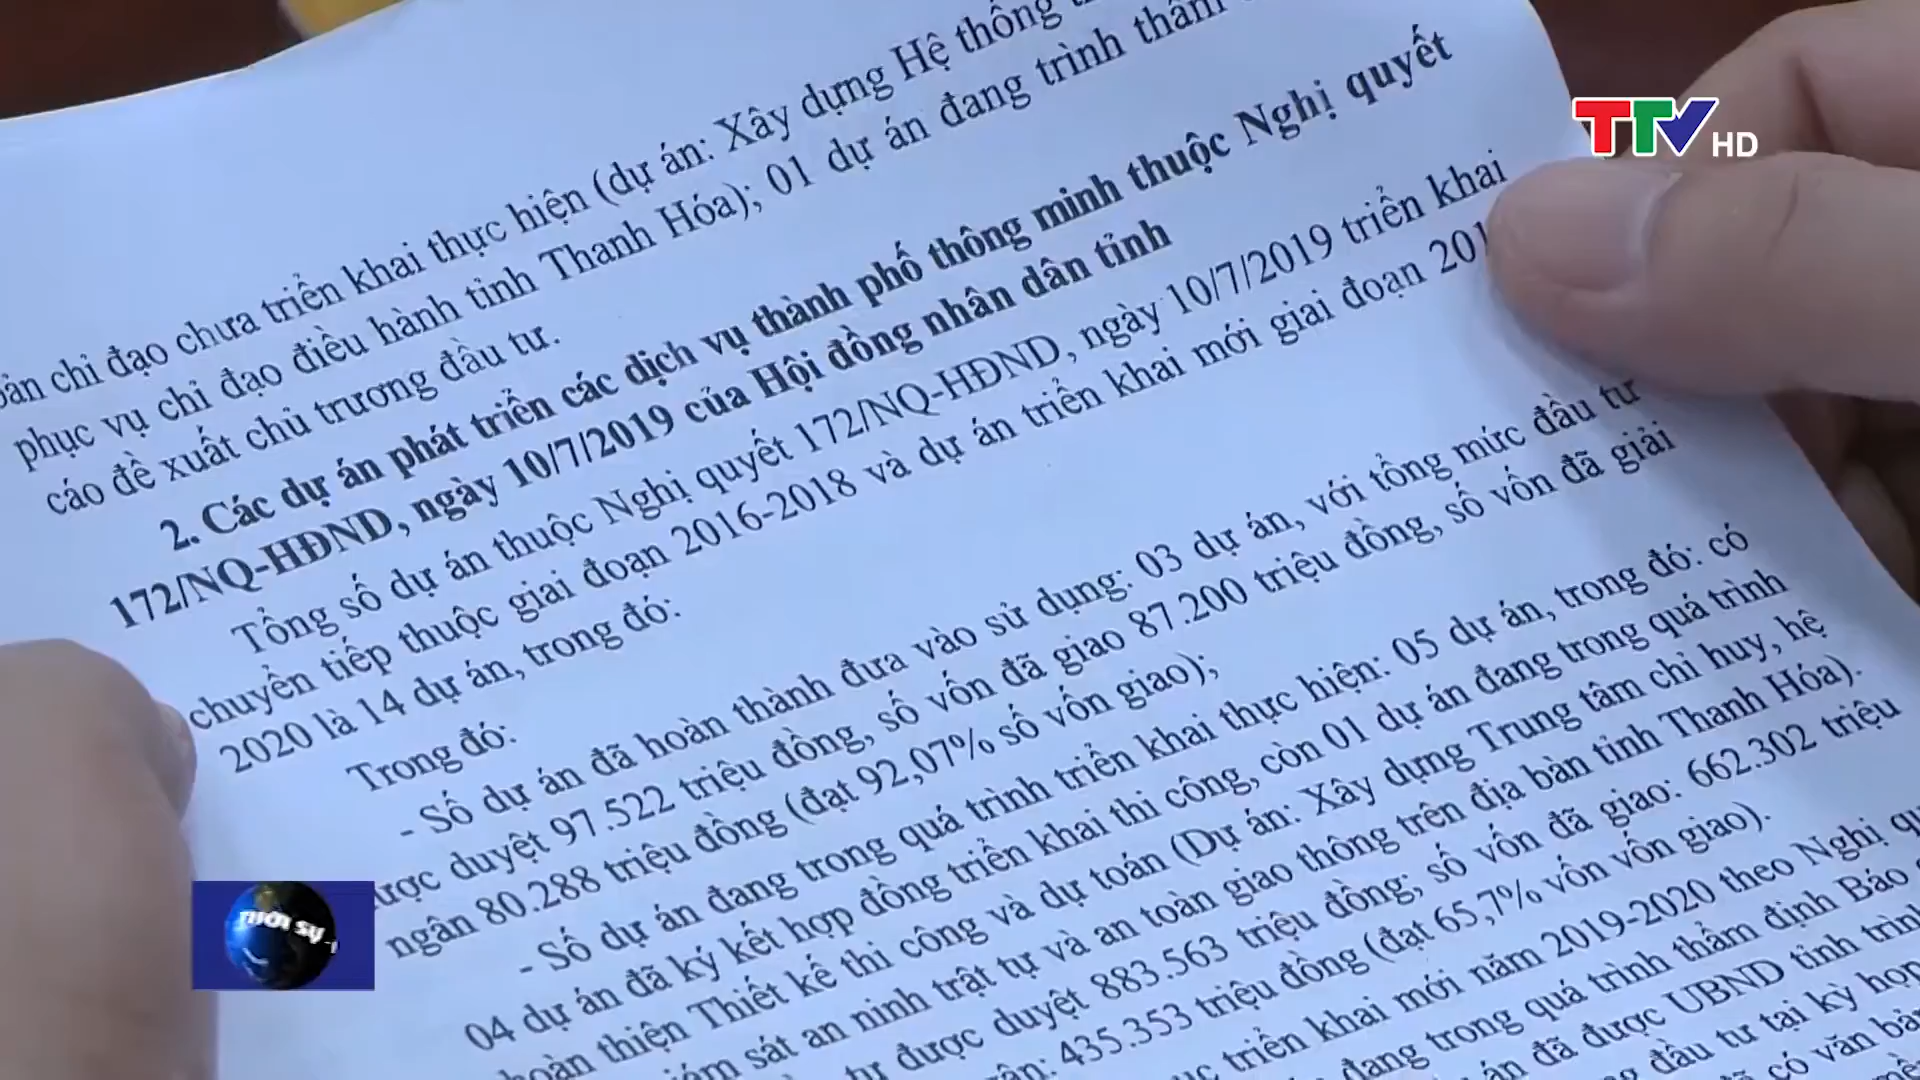 chỉ đạo chưa triển khai thực hiện (dự án: Xây dựng Hệ thống
phục vụ chỉ đạo điều hành tỉnh Thanh Hóa); 01 dự án đang trình thẩm
cáo đề xuất chủ trương đầu tư.
2. Các dự án phát triển các dịch vụ thành phố thông minh thuộc Nghị quyết
172/NQ-HĐND, ngày 10/7/2019 của Hội đồng nhân dân tỉnh
Tổng số dự án thuộc Nghị quyết 172/NQ-HĐND, ngày 10/7/2019 triển khai
chuyển tiếp thuộc giai đoạn 2016-2018 và dự án triển khai mới giai đoạn
2020 là 14 dự án, trong đó:
Trong đó:
- Số dự án đã hoàn thành đưa vào sử dụng: 03 dự án, với tổng mức đầu tư
duyệt 97.522 triệu đồng, số vốn đã giao 87.200 triệu đồng, số vốn đã giải
ngân 80.288 triệu đồng (đạt 92,07% số vốn giao);
- Số dự án đang trong quá trình triển khai thực hiện: 05 dự án, trong đó: có
04 dự án đã ký kết hợp đồng triển khai thi công, còn 01 dự án đang trong quá trình
thiện Thiết kế thi công và dự toán (Dự án: Xây dựng Trung tâm chỉ huy, hệ
sát an ninh trật tự và an toàn giao thông trên địa bàn tỉnh Thanh Hóa).
được duyệt 883.563 triệu đồng; số vốn đã giao: 662.302 triệu
435.353 triệu đồng (đạt 65,7% vốn vốn giao).
triển khai mới năm 2019-2020 theo Nghị
đang trong quá trình thẩm định Báo
án đã được UBND tỉnh trình
đầu tư tại kỳ họp
có văn bản
TTV HD
THỜI SỰ